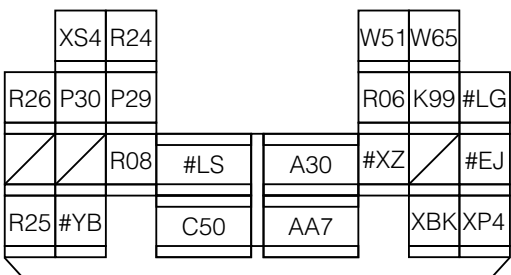 XS4 R24 W51 W65
R26 P30 P29 R06 K99 #LG
R08 #LS A30 #XZ #EJ
R25 #YB C50 AA7 XBK XP4